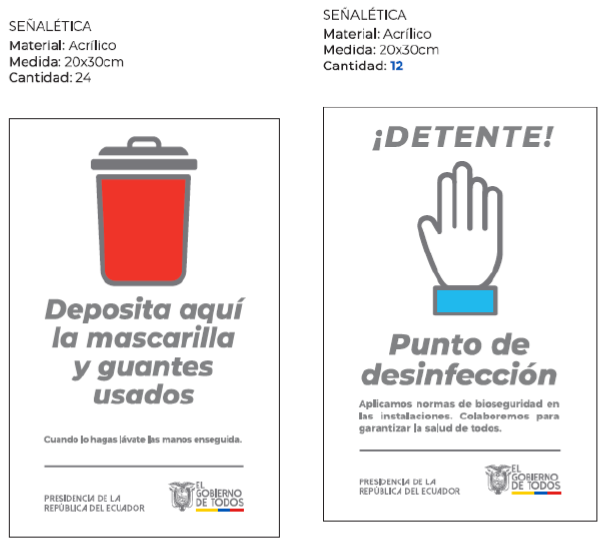 SEÑALÉTICA
Material: Acrílico
Medida: 20x30cm
Cantidad: 24
Deposita aquí
la mascarilla
y guantes
usados
Cuando lo hagas lávate las manos enseguida.
PRESIDENCIA DE LA
REPÚBLICA DEL ECUADOR
EL
GOBIERNO
DE TODOS
SEÑALÉTICA
Material: Acrílico
Medida: 20x30cm
Cantidad: 12
¡DETENTE!
Punto de
desinfección
Aplicamos normas de bioseguridad en
las instalaciones. Colaboremos para
garantizar la salud de todos.
PRESIDENCIA DE LA
REPÚBLICA DEL ECUADOR
EL
GOBIERNO
DE TODOS